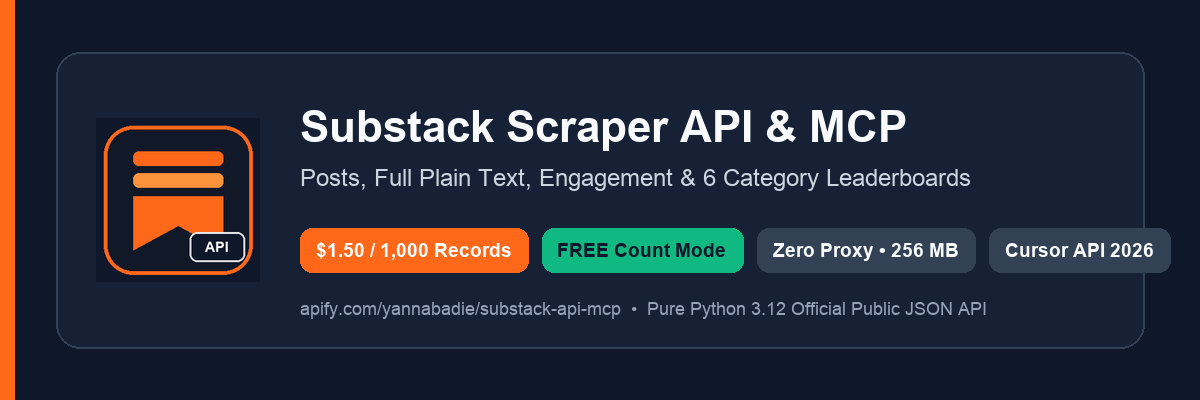 Substack Scraper API & MCP
Posts, Full Plain Text, Engagement & 6 Category Leaderboards
API
$1.50 / 1,000 Records FREE Count Mode Zero Proxy • 256 MB Cursor API 2026
apify.com/yannabadie/substack-api-mcp • Pure Python 3.12 Official Public JSON API